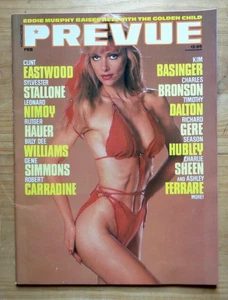 EDDIE MURPHY RAISES HELL WITH THE GOLDEN CHILD
PREVUE
FEB
CLINT
EASTWOOD
SYLVESTER
STALLONE
LEONARD
NIMOY
RUTGER
HAUER
BILLY DEE
WILLIAMS
GENE
SIMMONS
ROBERT
CARRADINE
KIM
BASINGER
CHARLES
BRONSON
TIMOTHY
DALTON
RICHARD
GERE
SEASON
HUBLEY
CHARLIE
SHEEN
AND ASHLEY
FERRARE
MORE!